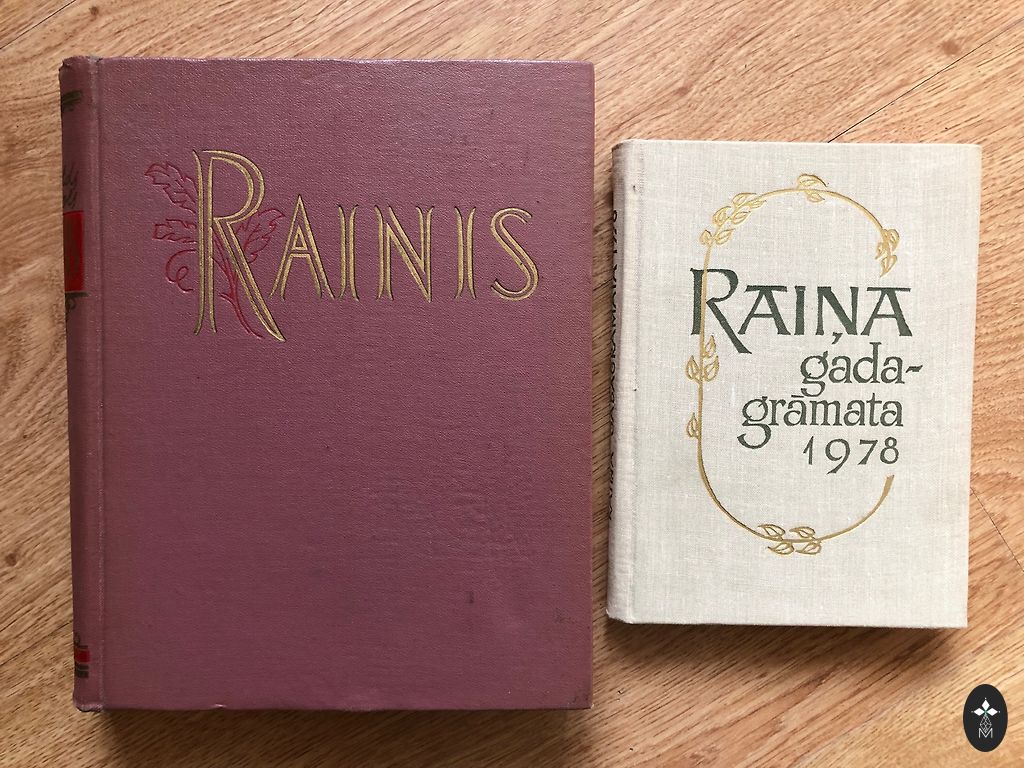 RAINIS
RAIŅA
gada-
grāmata
1978
M